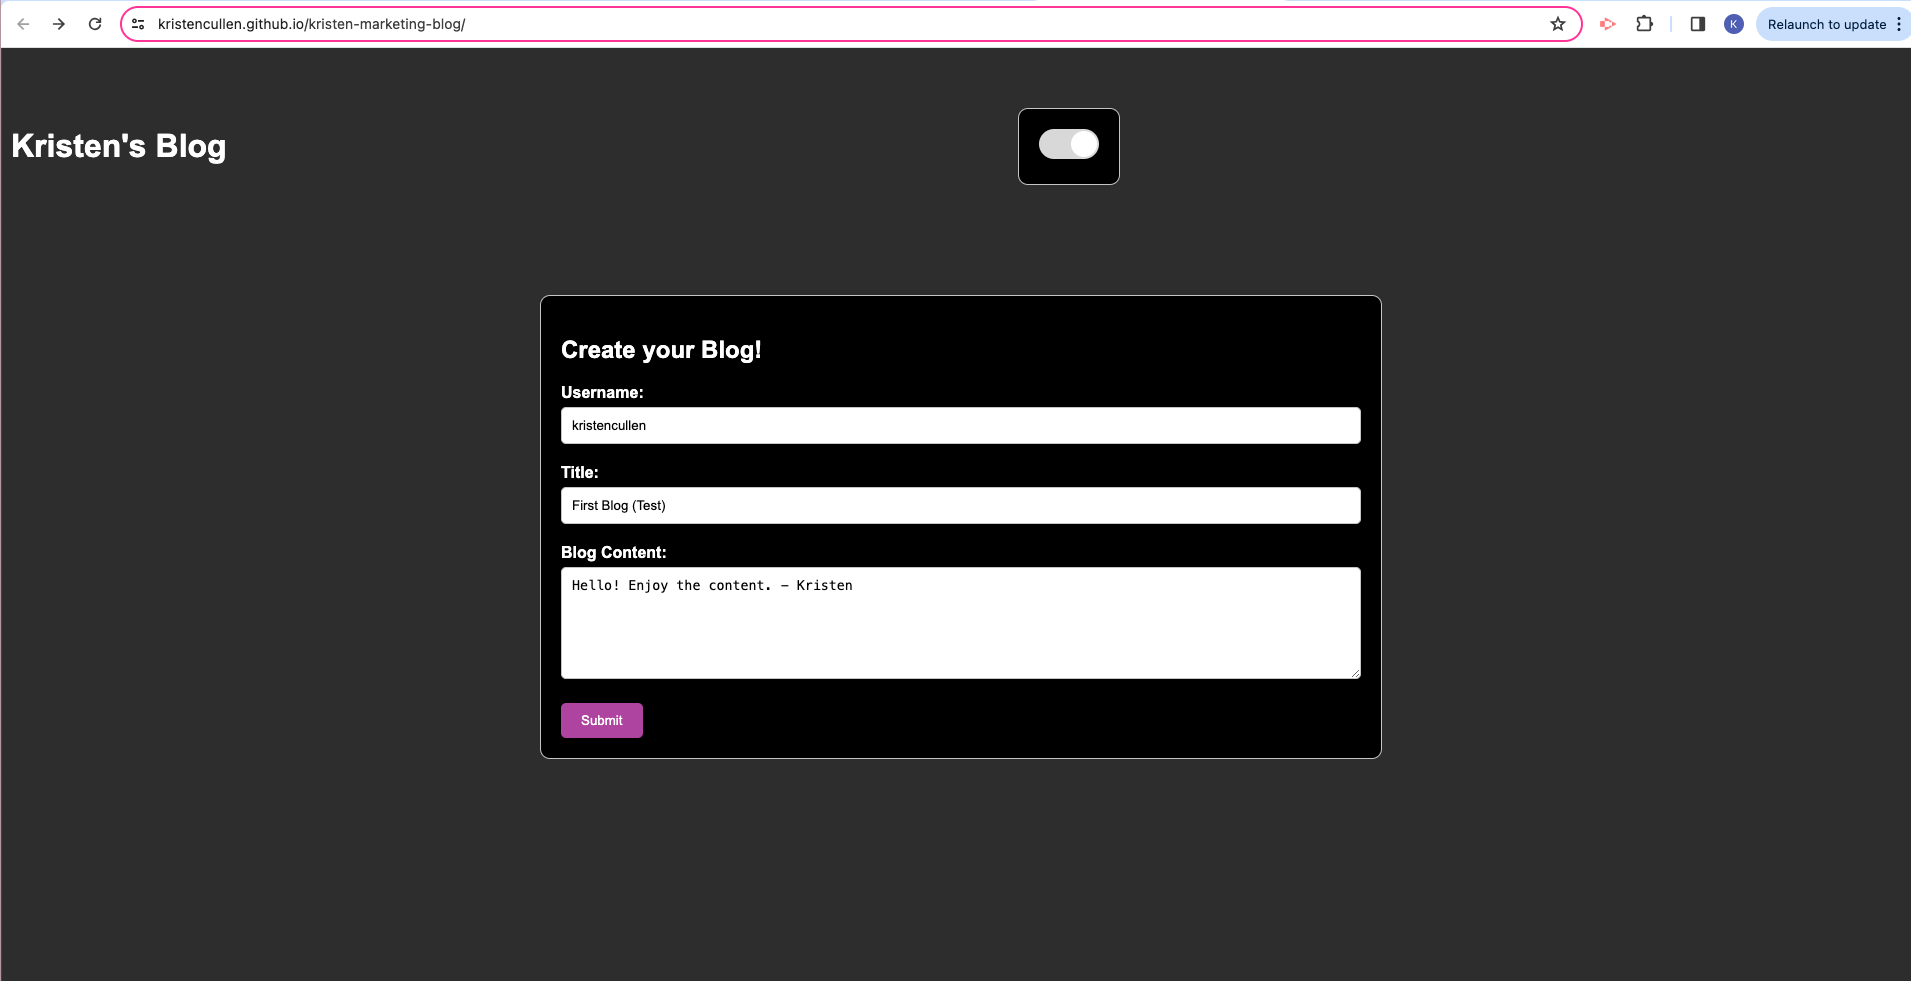 kristencullen.github.io/kristen-marketing-blog/
K
Relaunch to update
Kristen's Blog
Create your Blog!
Username:
kristencullen
Title:
First Blog (Test)
Blog Content:
Hello! Enjoy the content. – Kristen
Submit